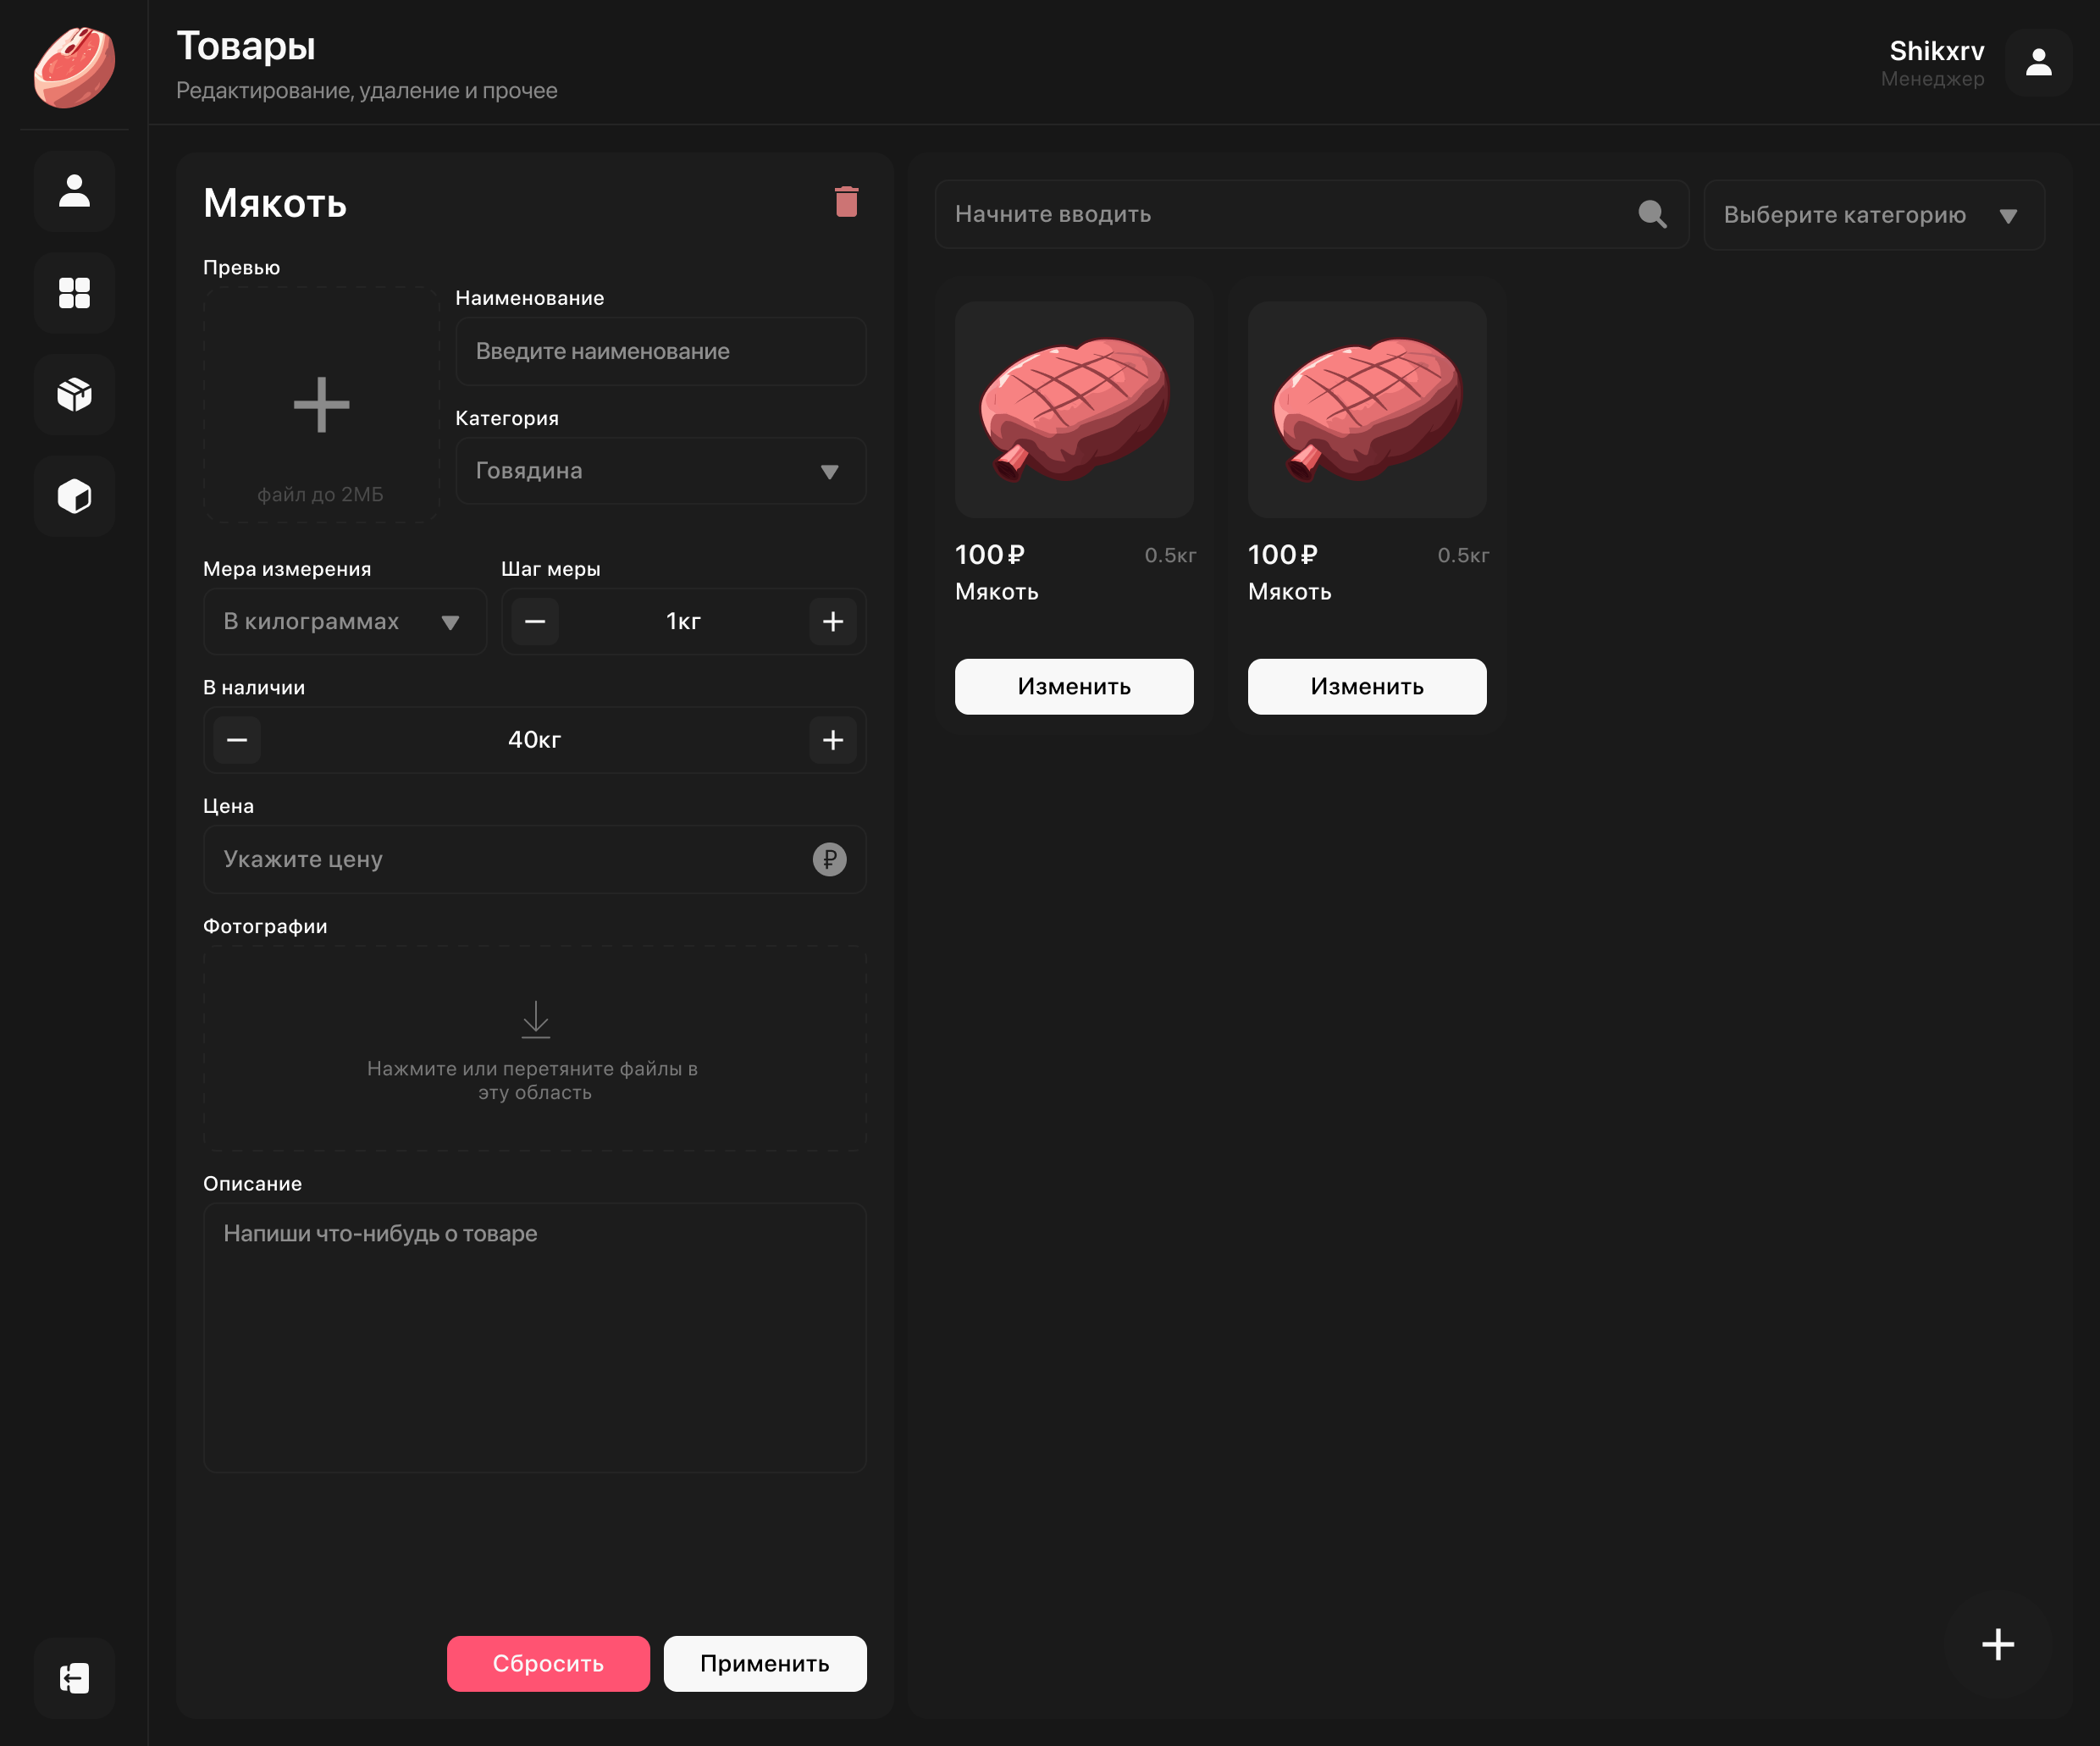 Товары
Редактирование, удаление и прочее
Shikxrv
Менеджер
Мякоть
Превью
файл до 2МБ
Наименование
Введите наименование
Категория
Говядина
Мера измерения
В килограммах
Шаг меры
1кг
В наличии
40кг
Цена
Укажите цену
₽
Фотографии
Нажмите или перетяните файлы в
эту область
Описание
Напиши что-нибудь о товаре
Сбросить
Применить
Начните вводить
Выберите категорию
100₽
0.5кг
Мякоть
Изменить
100₽
0.5кг
Мякоть
Изменить